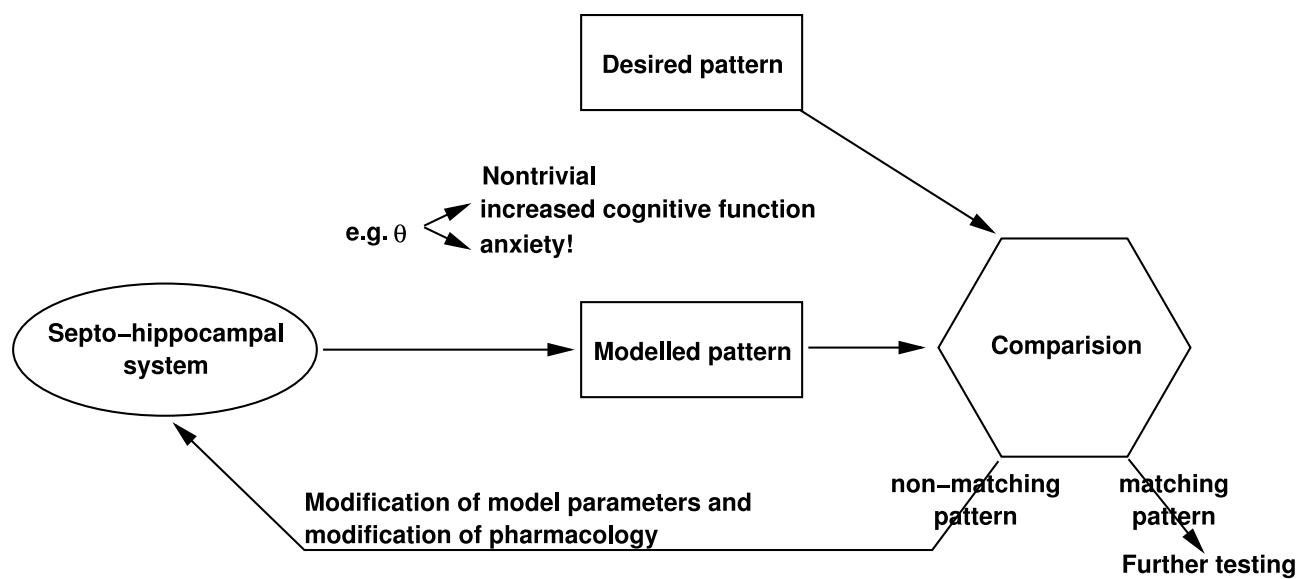 Desired pattern
Nontrivial
increased cognitive function
e.g. θ
anxiety!
Septo−hippocampal
system
Modelled pattern
Comparision
non−matching
pattern
matching
pattern
Modification of model parameters and
modification of pharmacology
Further testing